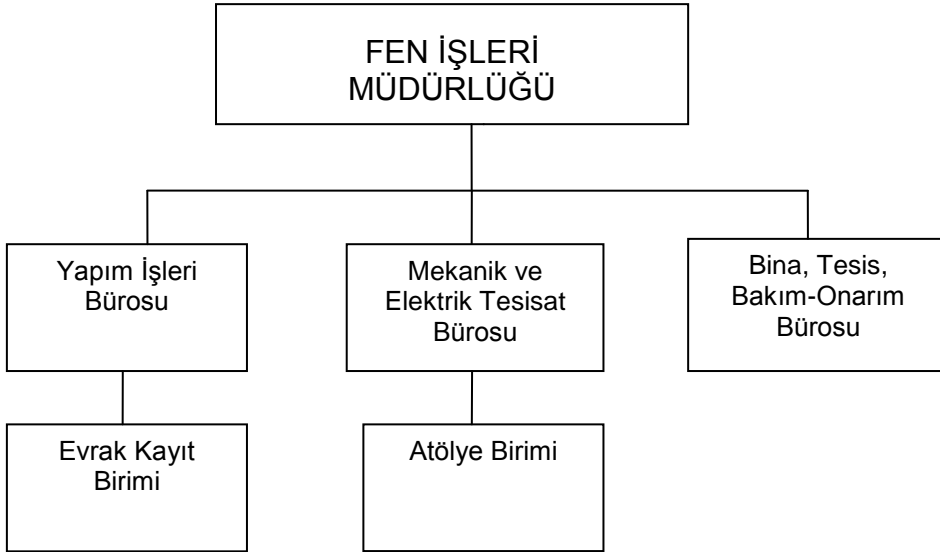 FEN İŞLERİ
MÜDÜRLÜĞÜ
Yapım İşleri
Bürosu
Mekanik ve
Elektrik Tesisat
Bürosu
Bina, Tesis,
Bakım-Onarım
Bürosu
Evrak Kayıt
Birimi
Atölye Birimi